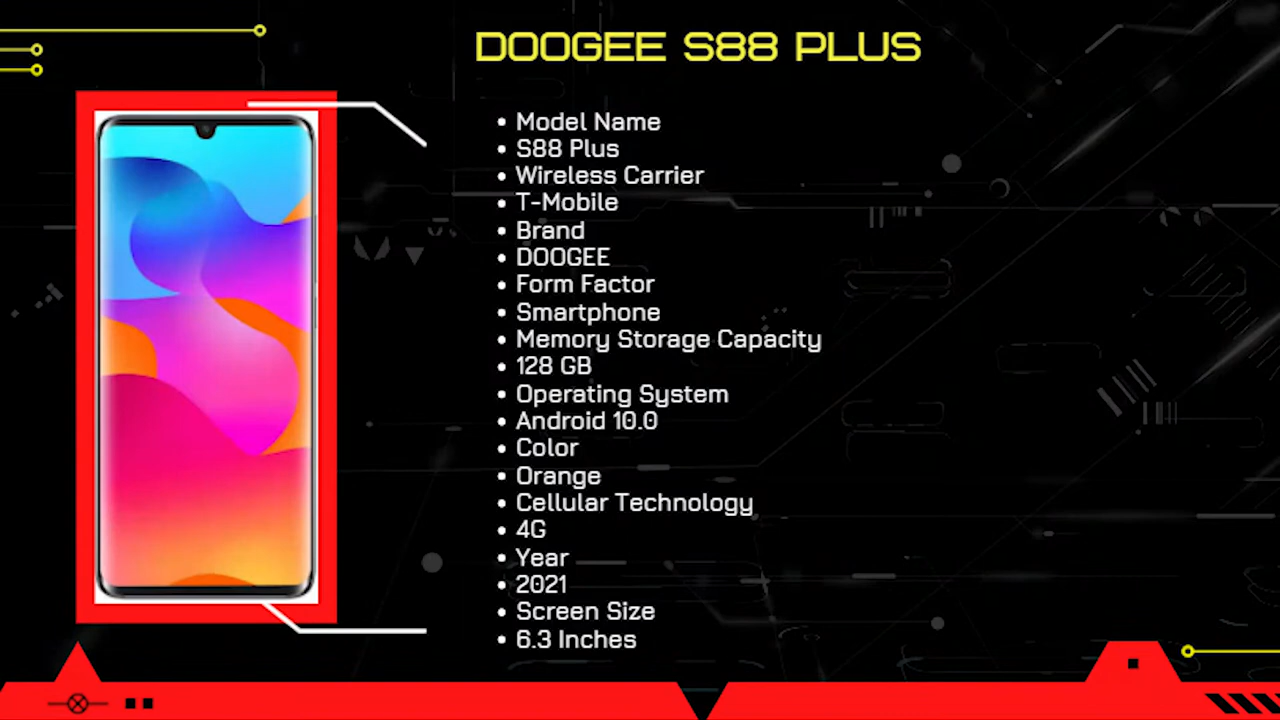 DOOGEE S88 PLUS
• Model Name
• S88 Plus
• Wireless Carrier
• T-Mobile
• Brand
• DOOGEE
• Form Factor
• Smartphone
• Memory Storage Capacity
• 128 GB
• Operating System
• Android 10.0
• Color
• Orange
• Cellular Technology
• 4G
• Year
• 2021
• Screen Size
• 6.3 Inches